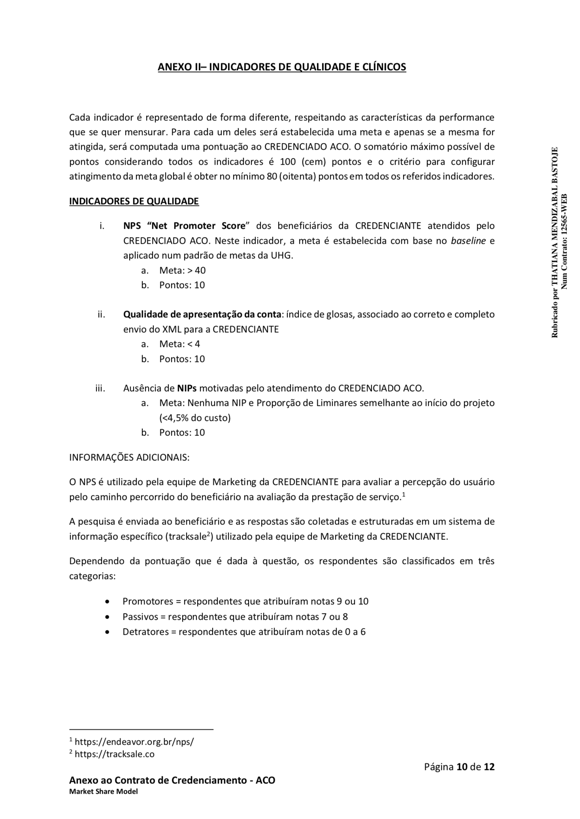 ANEXO II– INDICADORES DE QUALIDADE E CLÍNICOS
Cada indicador é representado de forma diferente, respeitando as características da performance
que se quer mensurar. Para cada um deles será estabelecida uma meta e apenas se a mesma for
atingida, será computada uma pontuação ao CREDENCIADO ACO. O somatório máximo possível de
pontos considerando todos os indicadores é 100 (cem) pontos e o critério para configurar
atingimento da meta global é obter no mínimo 80 (oitenta) pontos em todos os referidos indicadores.
INDICADORES DE QUALIDADE
i. NPS “Net Promoter Score” dos beneficiários da CREDENCIANTE atendidos pelo
CREDENCIADO ACO. Neste indicador, a meta é estabelecida com base no baseline e
aplicado num padrão de metas da UHG.
a. Meta: > 40
b. Pontos: 10
ii. Qualidade de apresentação da conta: índice de glosas, associado ao correto e completo
envio do XML para a CREDENCIANTE
a. Meta: < 4
b. Pontos: 10
iii. Ausência de NIPs motivadas pelo atendimento do CREDENCIADO ACO.
a. Meta: Nenhuma NIP e Proporção de Liminares semelhante ao início do projeto
(<4,5% do custo)
b. Pontos: 10
INFORMAÇÕES ADICIONAIS:
O NPS é utilizado pela equipe de Marketing da CREDENCIANTE para avaliar a percepção do usuário
pelo caminho percorrido do beneficiário na avaliação da prestação de serviço.1
A pesquisa é enviada ao beneficiário e as respostas são coletadas e estruturadas em um sistema de
informação específico (tracksale2) utilizado pela equipe de Marketing da CREDENCIANTE.
Dependendo da pontuação que é dada à questão, os respondentes são classificados em três
categorias:
• Promotores = respondentes que atribuíram notas 9 ou 10
• Passivos = respondentes que atribuíram notas 7 ou 8
• Detratores = respondentes que atribuíram notas de 0 a 6
1 https://endeavor.org.br/nps/
2 https://tracksale.co
Página 10 de 12
Anexo ao Contrato de Credenciamento - ACO
Market Share Model
Rubricado por THATIANA MENDIZABAL BASTOJE
Num Contrato: 12565-WEB